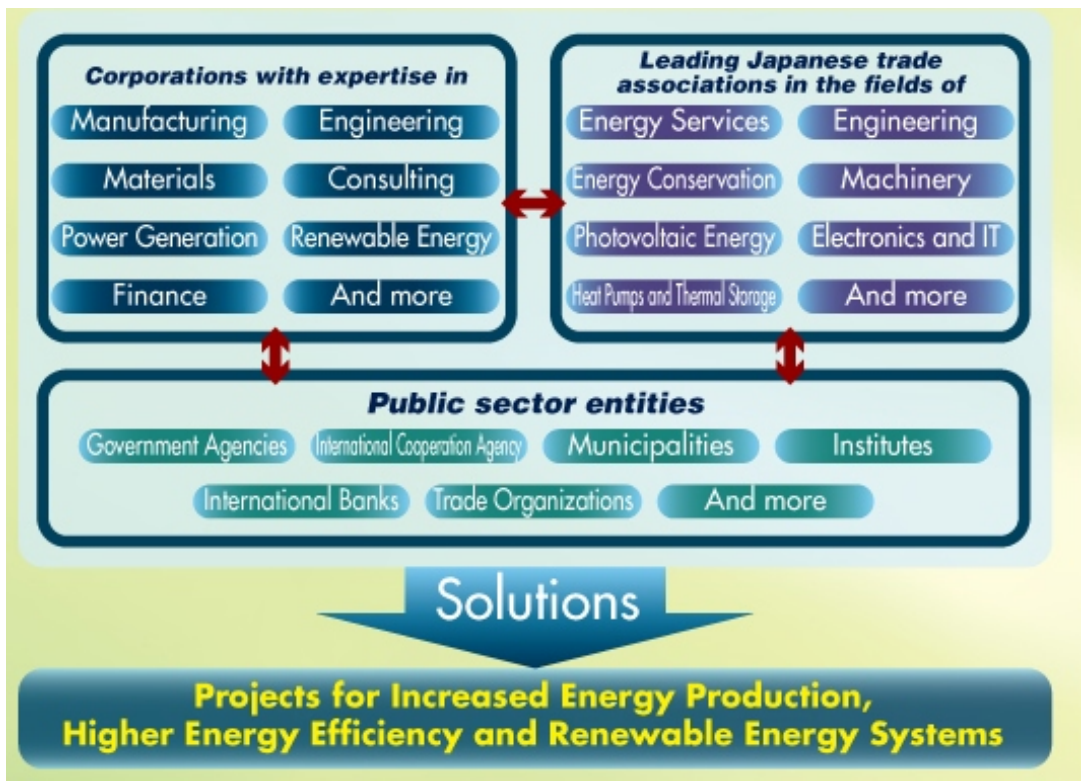 Corporations with expertise in
Manufacturing
Engineering
Materials
Consulting
Power Generation
Renewable Energy
Finance
And more
Leading Japanese trade
associations in the fields of
Energy Services
Engineering
Energy Conservation
Machinery
Photovoltaic Energy
Electronics and IT
Heat Pumps and Thermal Storage
And more
Public sector entities
Government Agencies
International Cooperation Agency
Municipalities
Institutes
International Banks
Trade Organizations
And more
Solutions
Projects for Increased Energy Production,
Higher Energy Efficiency and Renewable Energy Systems